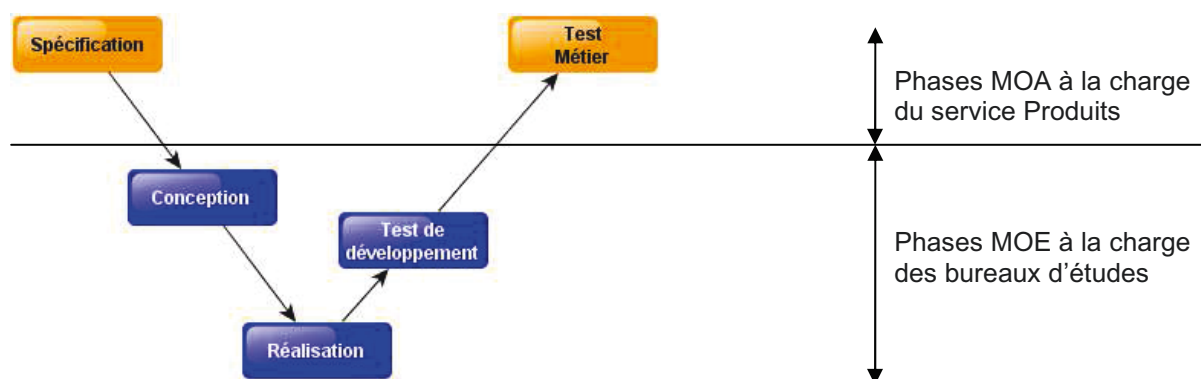 Spécification
Test
Métier
Phases MOA à la charge
du service Produits
Conception
Test de
développement
Phases MOE à la charge
des bureaux d'études
Réalisation